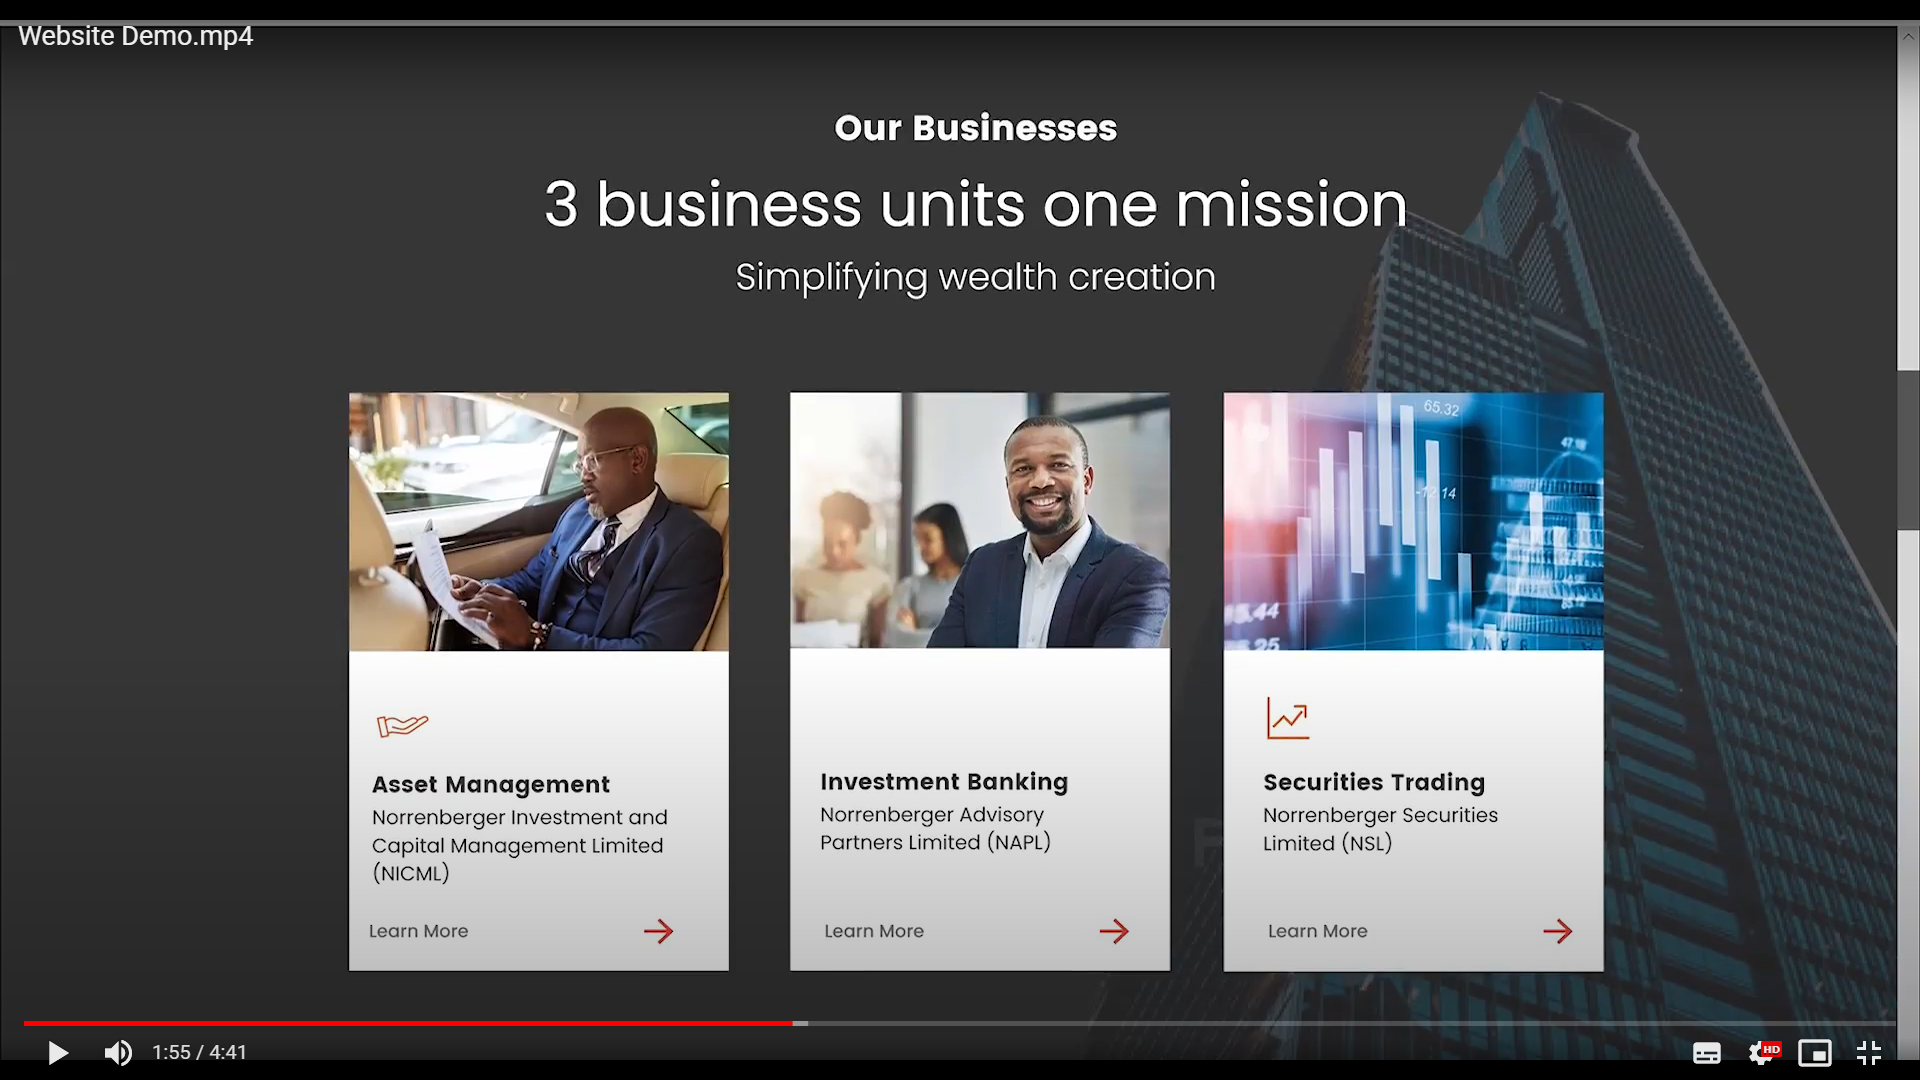 Website Demo.mp4
Our Businesses
3 business units one mission
Simplifying wealth creation
65.32
47.18
-12.14
Asset Management
Norrenberger Investment and
Capital Management Limited
(NICML)
Learn More
Investment Banking
Norrenberger Advisory
Partners Limited (NAPL)
Learn More
Securities Trading
Norrenberger Securities
Limited (NSL)
Learn More
1:55 / 4:41
HD